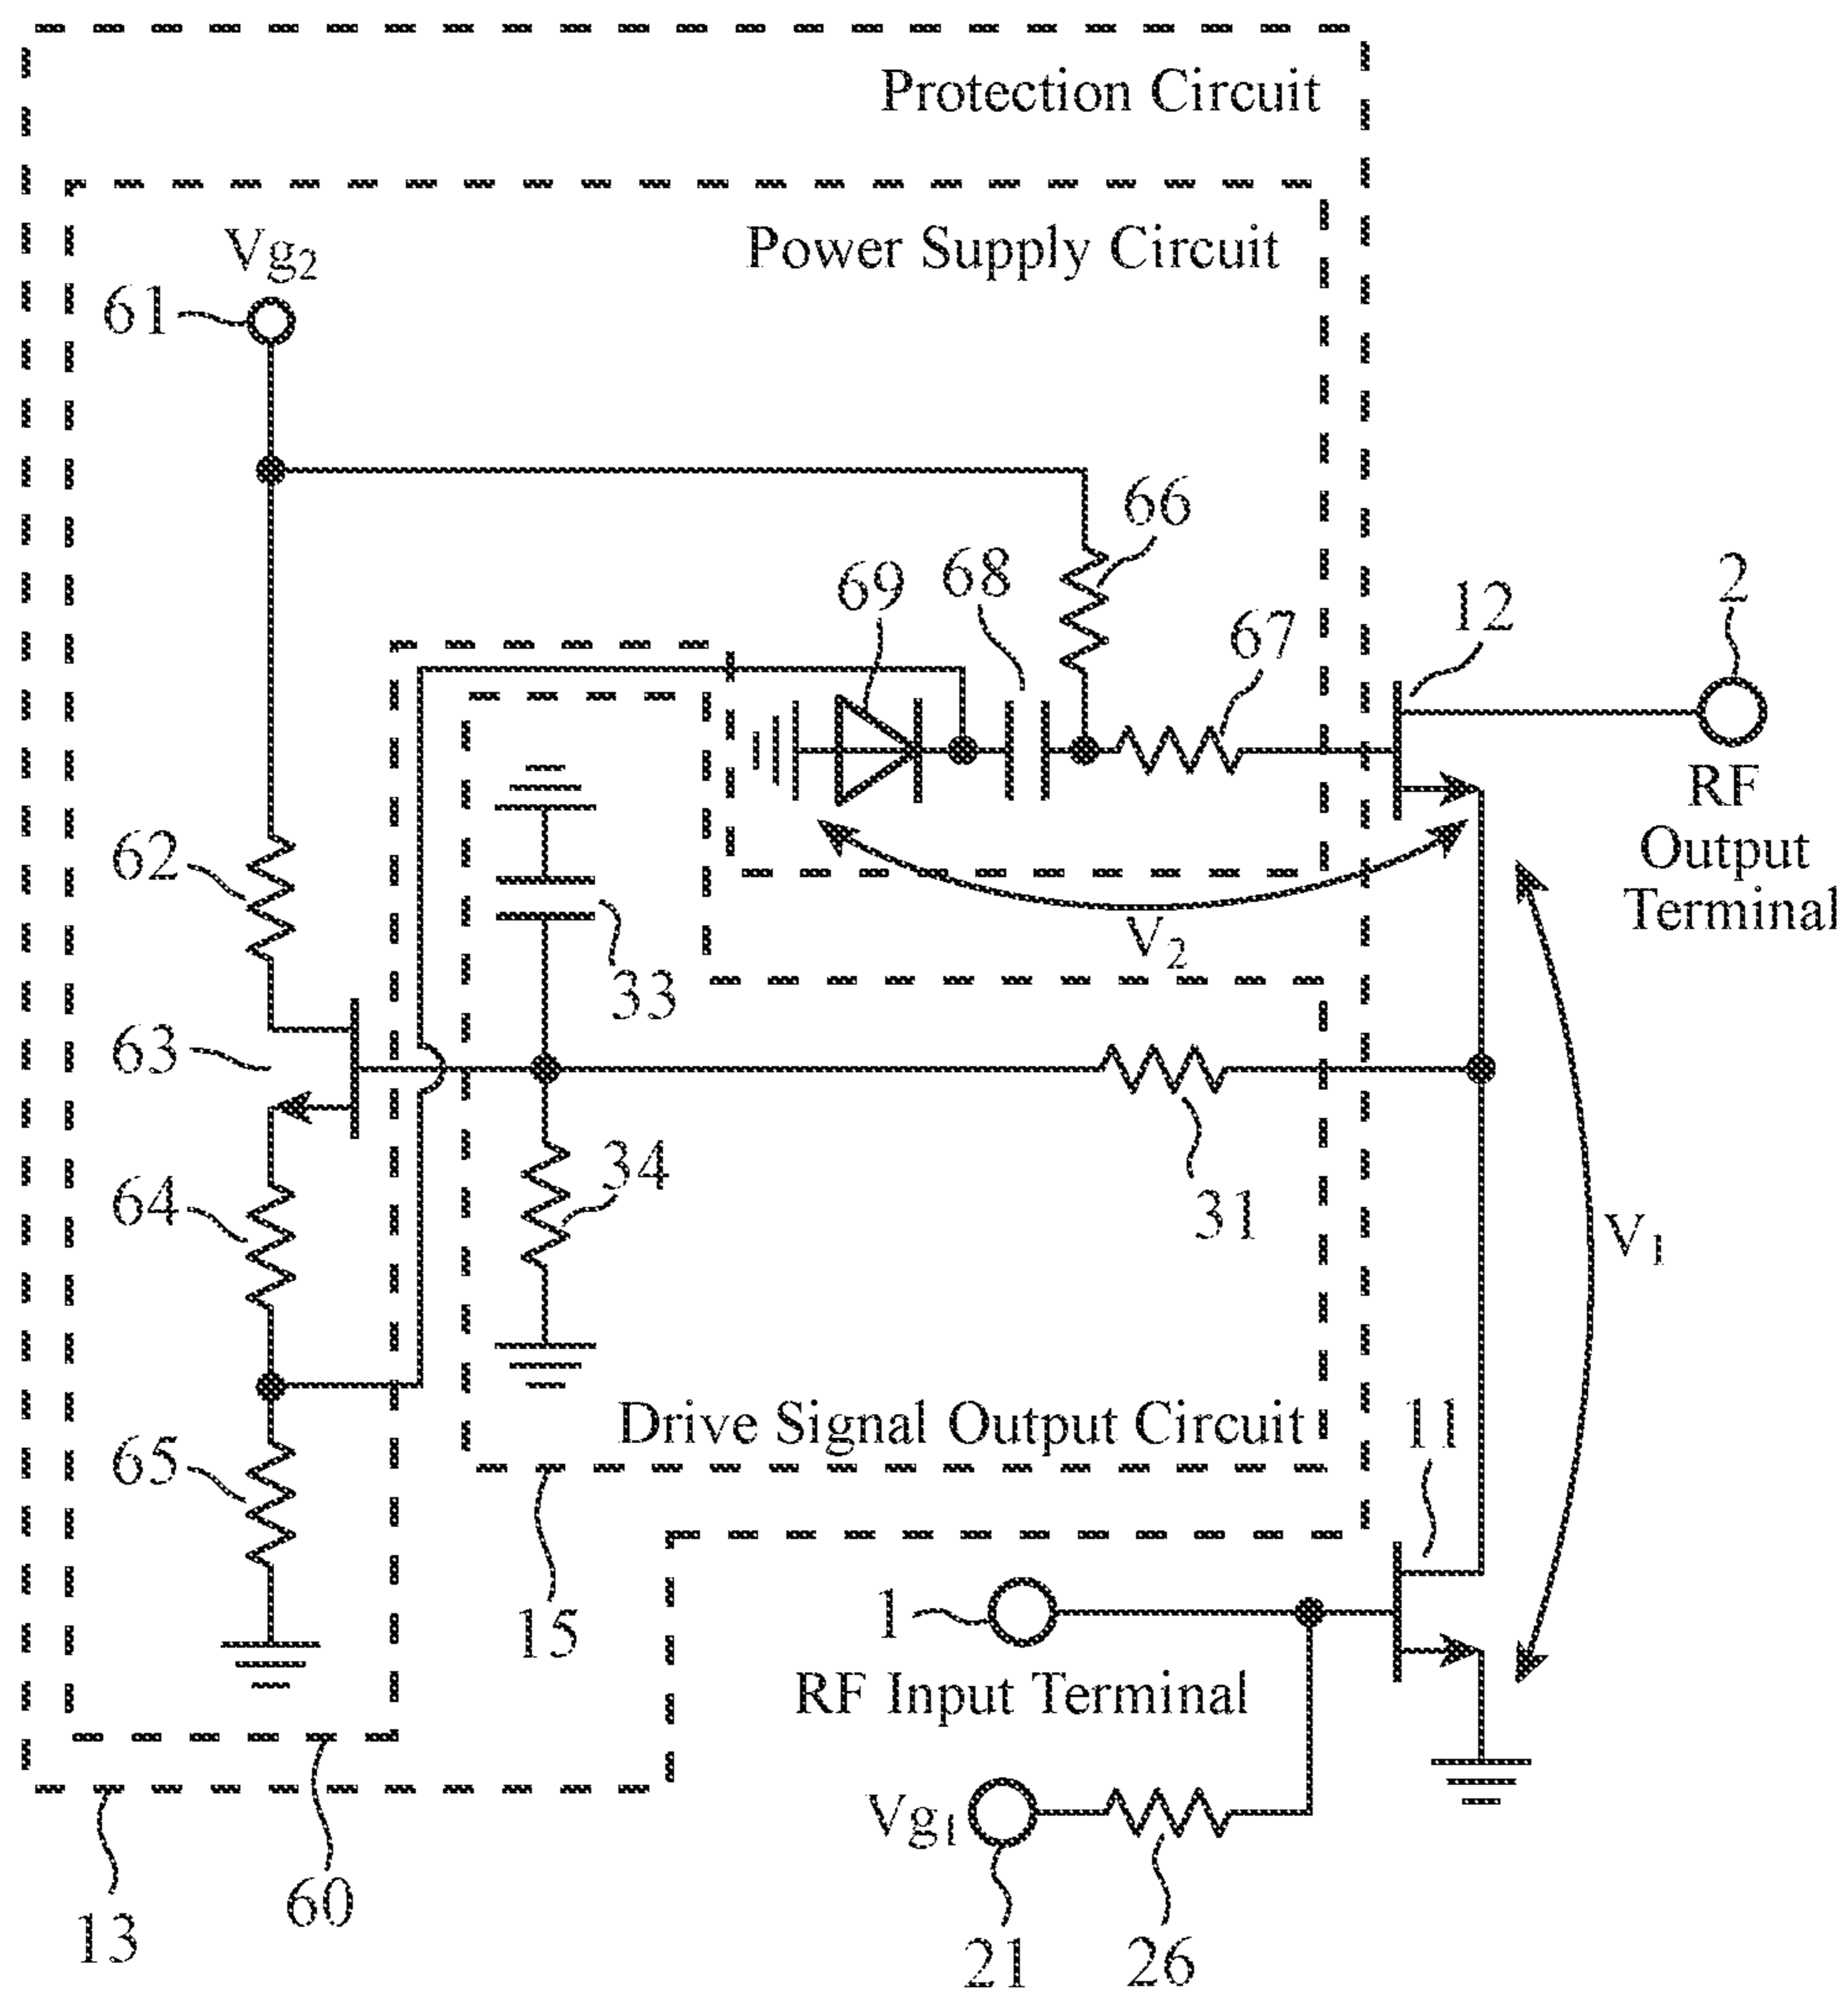 Protection Circuit
Power Supply Circuit
Vg2
61
66
69
68
67
12
2
RF
Output
Terminal
62
33
V2
63
34
64
31
V1
Drive Signal Output Circuit
11
65
15
1
RF Input Terminal
Vg1
60
13
21
26